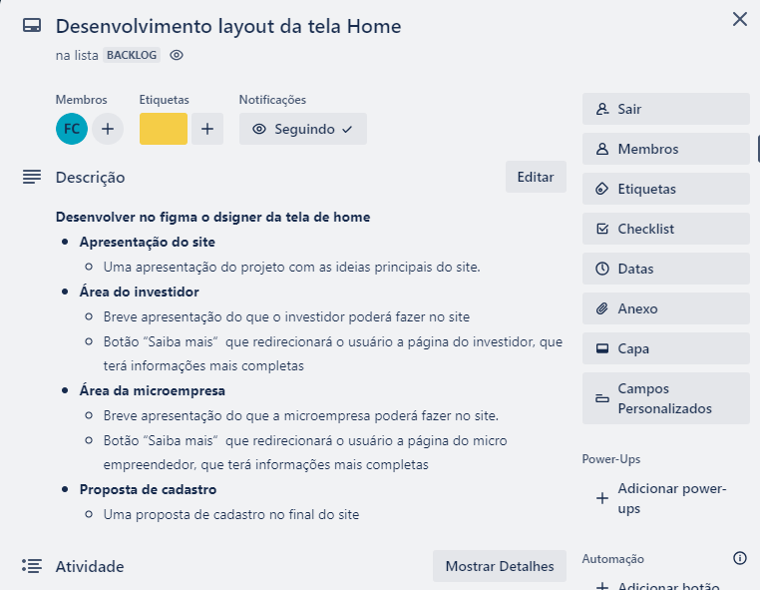 Desenvolvimento layout da tela Home
na lista BACKLOG
Membros Etiquetas Notificações
FC Seguindo
Descrição Editar
Desenvolver no figma o dsigner da tela de home
Apresentação do site
Uma apresentação do projeto com as ideias principais do site.
Área do investidor
Breve apresentação do que o investidor poderá fazer no site
Botão “Saiba mais” que redirecionará o usuário a página do investidor, que
terá informações mais completas
Área da microempresa
Breve apresentação do que a microempresa poderá fazer no site.
Botão “Saiba mais” que redirecionará o usuário a página do micro
empreendedor, que terá informações mais completas
Proposta de cadastro
Uma proposta de cadastro no final do site
Atividade Mostrar Detalhes
Sair
Membros
Etiquetas
Checklist
Datas
Anexo
Capa
Campos
Personalizados
Power-Ups
Adicionar power-
ups
Automação
Adicionar botão